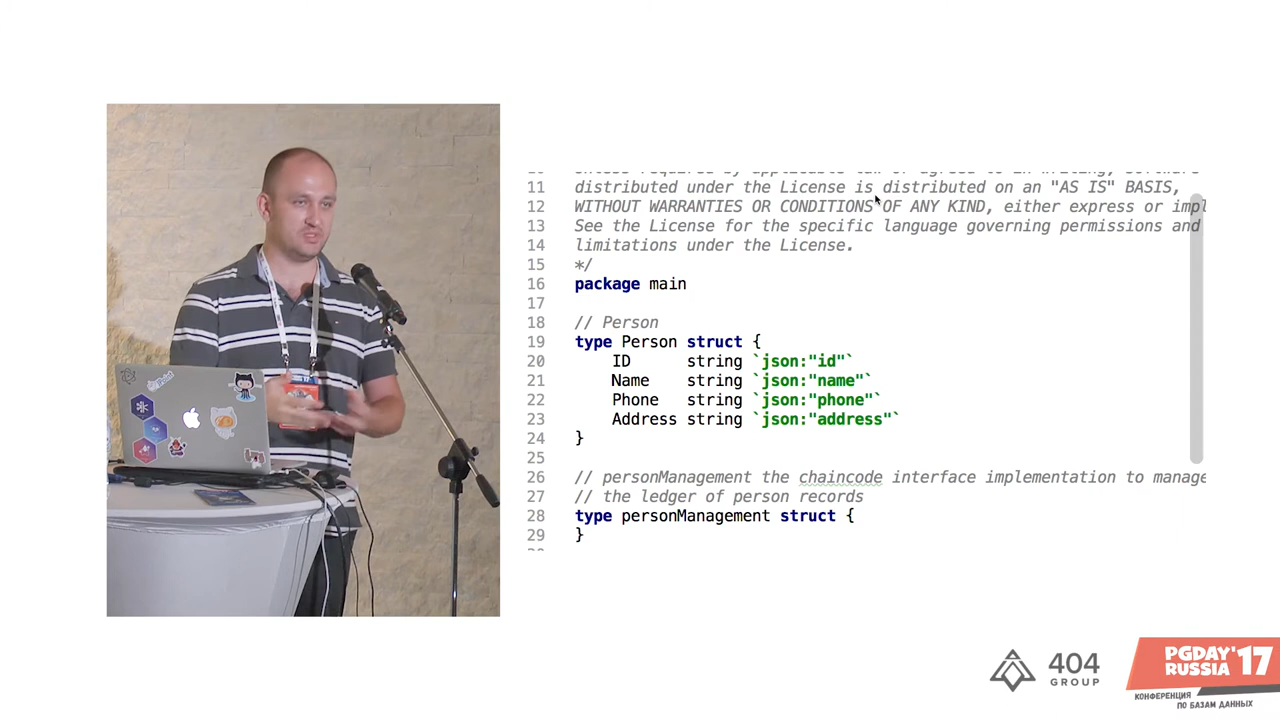 11 distributed under the License is distributed on an "AS IS" BASIS,
12 WITHOUT WARRANTIES OR CONDITIONS OF ANY KIND, either express or impl
13 See the License for the specific language governing permissions and
14 limitations under the License.
15 */
16 package main
17
18 // Person
19 type Person struct {
20 ID string `json:"id"`
21 Name string `json:"name"`
22 Phone string `json:"phone"`
23 Address string `json:"address"`
24 }
25
26 // personManagement the chaincode interface implementation to manage
27 // the ledger of person records
28 type personManagement struct {
29 }
404
GROUP
PGDAY'17
RUSSIA
КОНФЕРЕНЦИЯ
ПО БАЗАМ ДАННЫХ